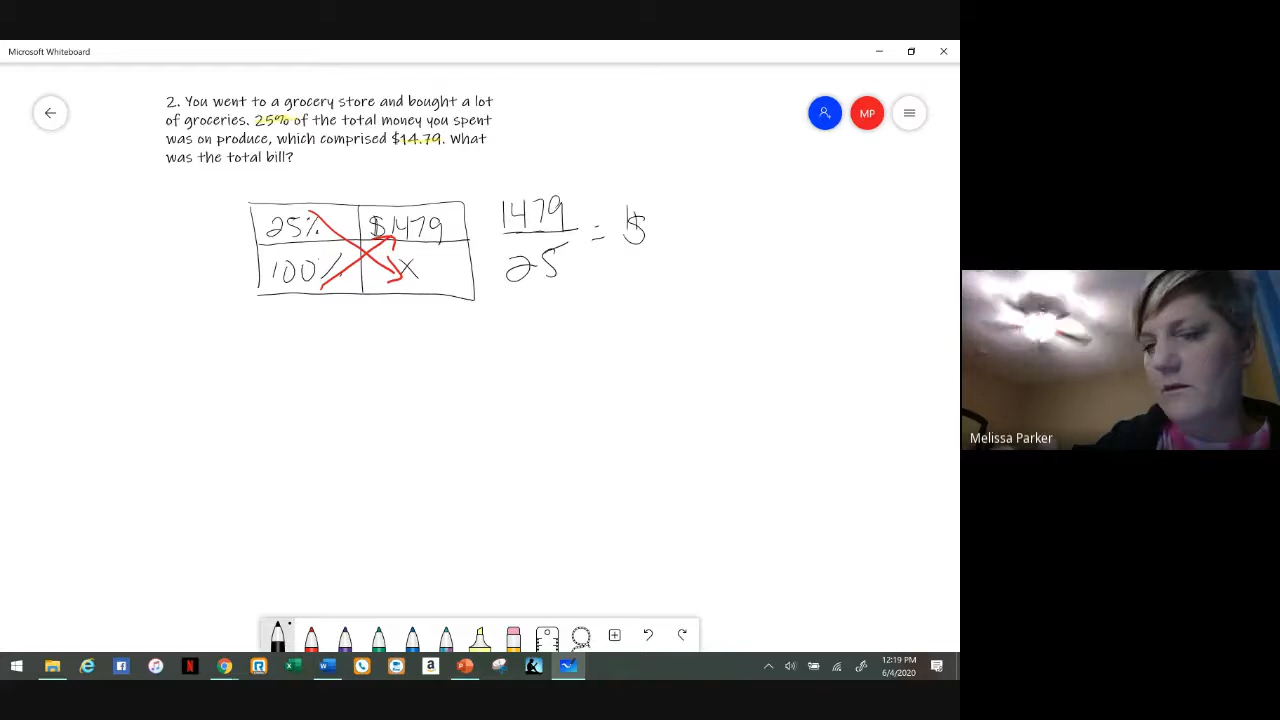 Microsoft Whiteboard
2. You went to a grocery store and bought a lot
of groceries. 25% of the total money you spent
was on produce, which comprised $14.79. What
was the total bill?
MP
25% $1479
100% X
1479
25
= $
Melissa Parker
12:19 PM
6/4/2020